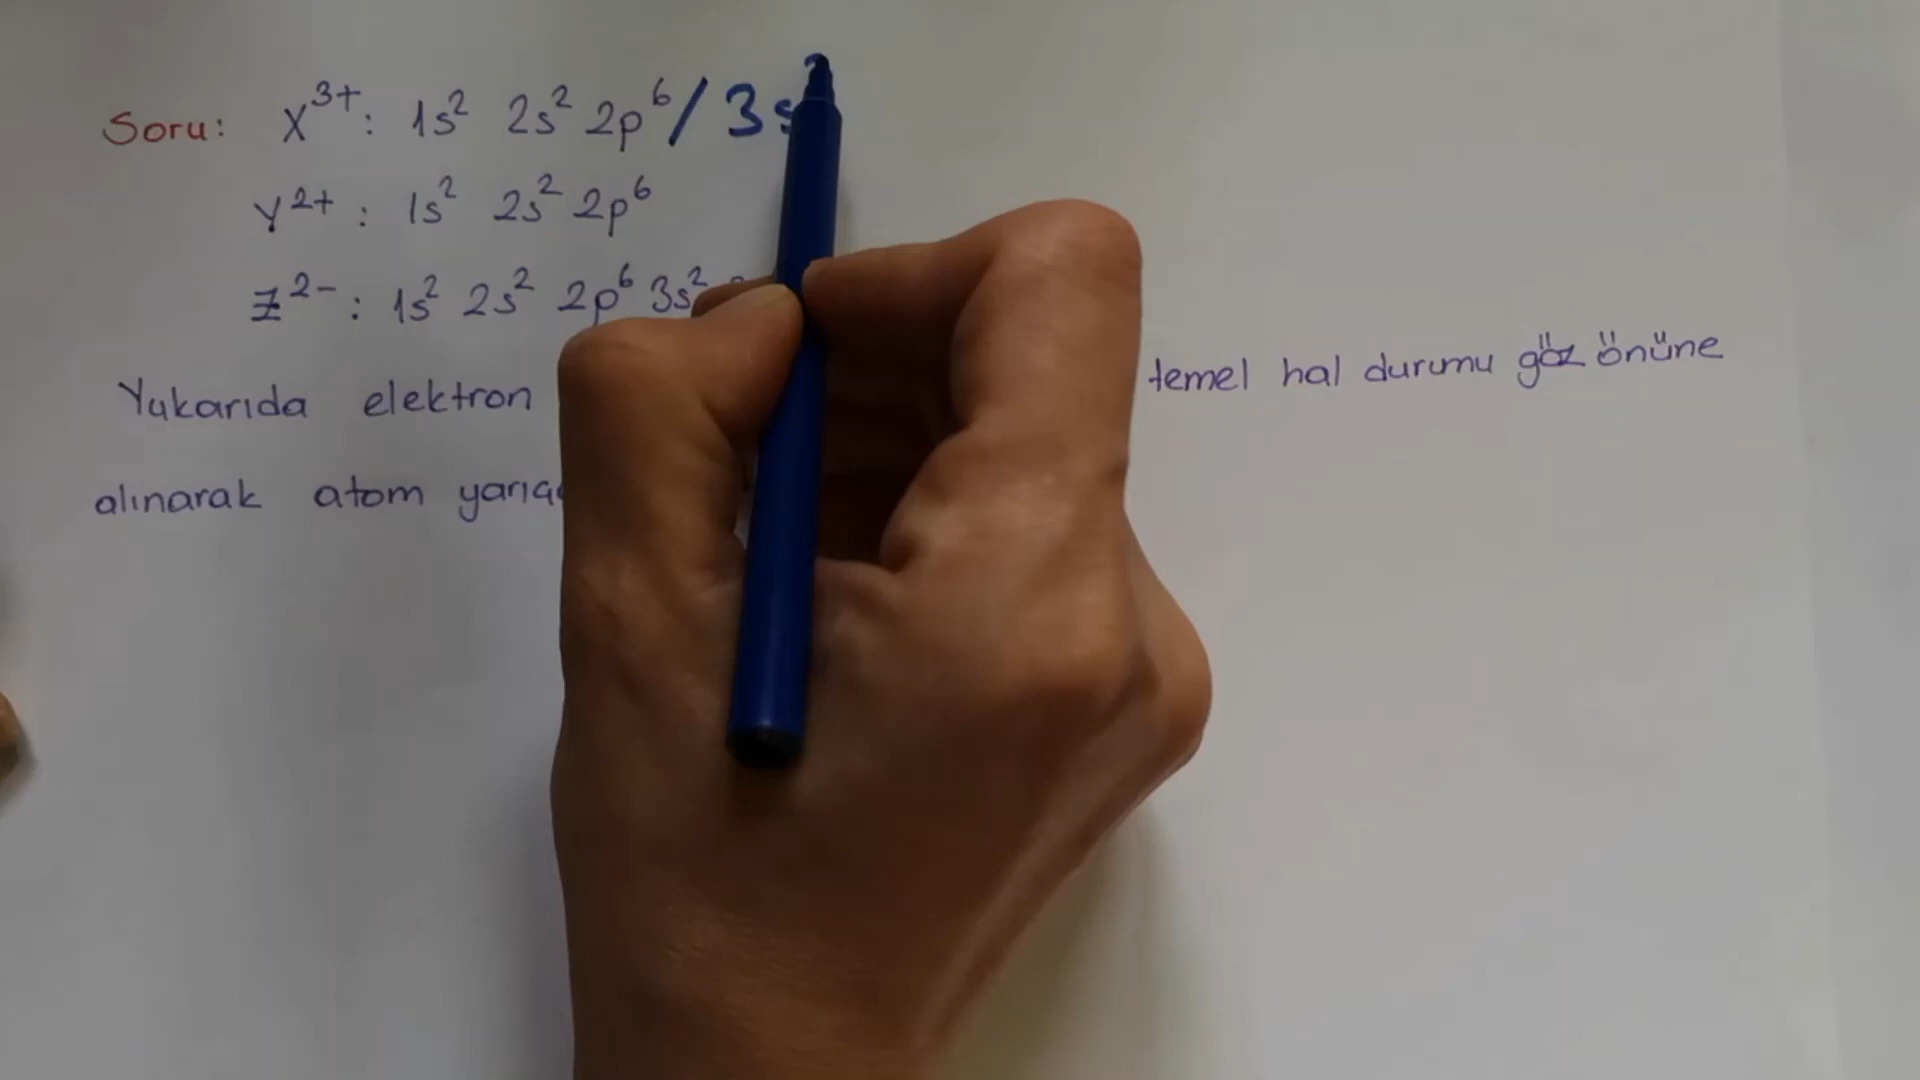 Soru: X³⁺: 1s² 2s² 2p⁶ / 3s
Y²⁺ : 1s² 2s² 2p⁶
Z²⁻ : 1s² 2s² 2p⁶ 3s²
Yukarıda elektron temel hal durumu göz önüne
alınarak atom